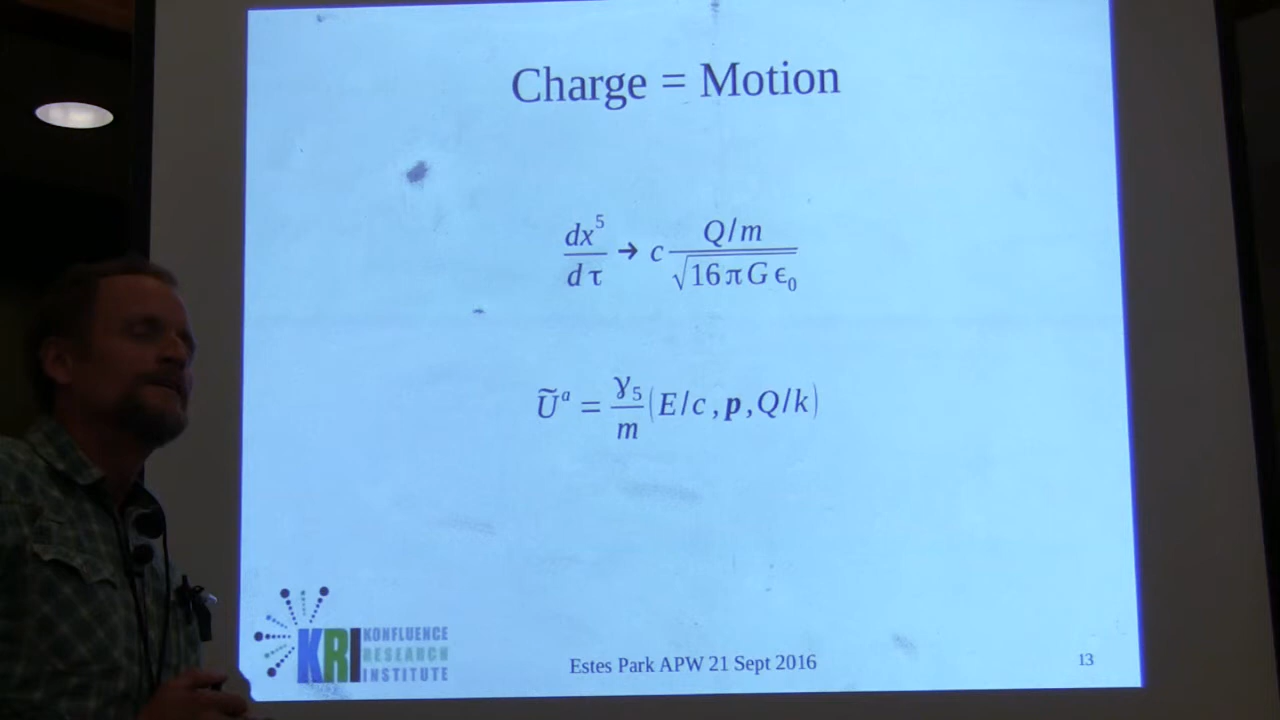 Charge = Motion
dx⁵/dτ → c (Q/m)/√(16πGϵ₀)
Ũᵃ = γ₅/m (E/c, p, Q/k)
KRI KONFLUENCE
RESEARCH
INSTITUTE
Estes Park APW 21 Sept 2016
13